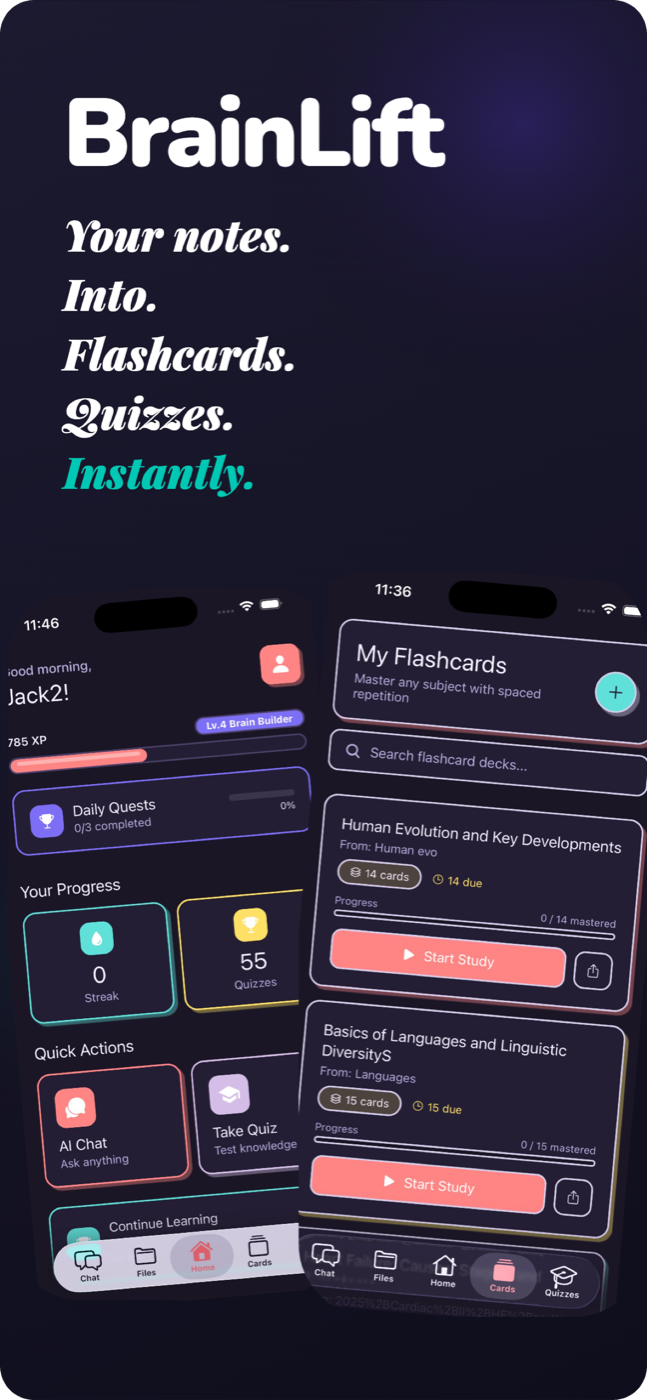 BrainLift
Your notes.
Into.
Flashcards.
Quizzes.
Instantly.
11:46
Good morning,
Jack2!
785 XP
Lv.4 Brain Builder
Daily Quests
0/3 completed
0%
Your Progress
0
Streak
55
Quizzes
Quick Actions
AI Chat
Ask anything
Take Quiz
Test knowledge
Continue Learning
Chat
Files
Home
Cards
11:36
My Flashcards
Master any subject with spaced
repetition
Search flashcard decks...
Human Evolution and Key Developments
From: Human evo
14 cards
14 due
Progress
0 / 14 mastered
Start Study
Basics of Languages and Linguistic
DiversityS
From: Languages
15 cards
15 due
Progress
0 / 15 mastered
Start Study
Chat
Files
Home
Cards
Quizzes